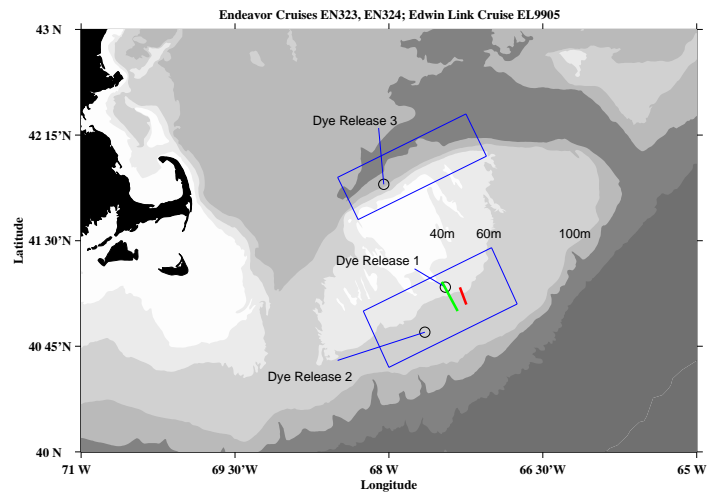 Endeavor Cruises EN323, EN324; Edwin Link Cruise EL9905
43 N
Dye Release 3
42 15'N
40m 60m 100m
41 30'N
Dye Release 1
Latitude
40 45'N
Dye Release 2
40 N
71 W 69 30'W 68 W 66 30'W 65 W
Longitude